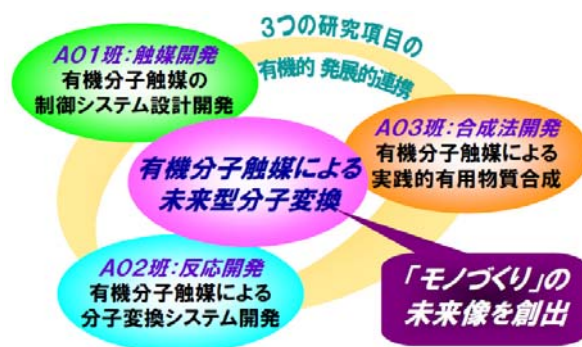 3つの研究項目の
有機的 発展的連携
A01班:触媒開発
有機分子触媒の
制御システム設計開発
A03班:合成法開発
有機分子触媒による
実践的有用物質合成
有機分子触媒による
未来型分子変換
A02班:反応開発
有機分子触媒による
分子変換システム開発
「モノづくり」の
未来像を創出